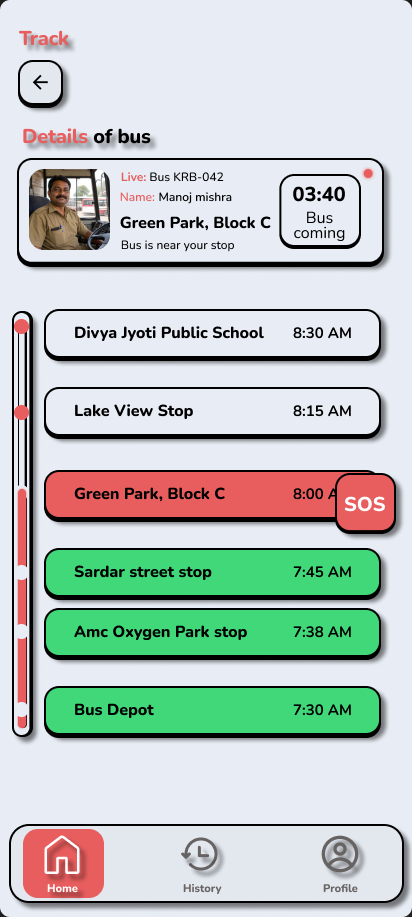 Track
Details of bus
Live: Bus KRB-042
Name: Manoj mishra
Green Park, Block C
Bus is near your stop
03:40
Bus
coming
Divya Jyoti Public School 8:30 AM
Lake View Stop 8:15 AM
Green Park, Block C 8:00 A
SOS
Sardar street stop 7:45 AM
Amc Oxygen Park stop 7:38 AM
Bus Depot 7:30 AM
Home History Profile